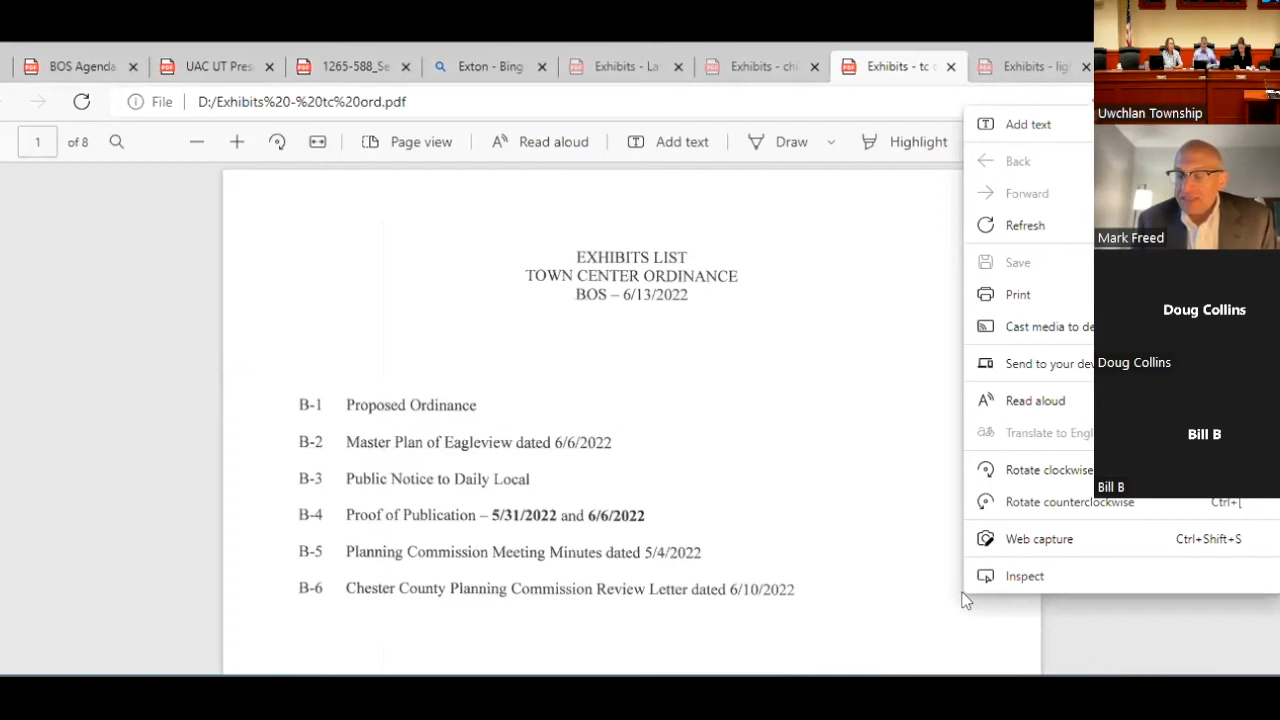 BOS Agenda
UAC UT Pres
1265-588_Se
Exton - Bing
Exhibits - La
Exhibits - chi
Exhibits - tc o
Exhibits - lig
File D:/Exhibits%20-%20tc%20ord.pdf
1 of 8
Page view
Read aloud
Add text
Draw
Highlight
EXHIBITS LIST
TOWN CENTER ORDINANCE
BOS – 6/13/2022
B-1 Proposed Ordinance
B-2 Master Plan of Eagleview dated 6/6/2022
B-3 Public Notice to Daily Local
B-4 Proof of Publication – 5/31/2022 and 6/6/2022
B-5 Planning Commission Meeting Minutes dated 5/4/2022
B-6 Chester County Planning Commission Review Letter dated 6/10/2022
Add text
Back
Forward
Refresh
Save
Print
Cast media to de
Send to your dev
Read aloud
Translate to Engl
Rotate clockwise
Rotate counterclockwise Ctrl+[
Web capture Ctrl+Shift+S
Inspect
Uwchlan Township
Mark Freed
Doug Collins
Doug Collins
Bill B
Bill B